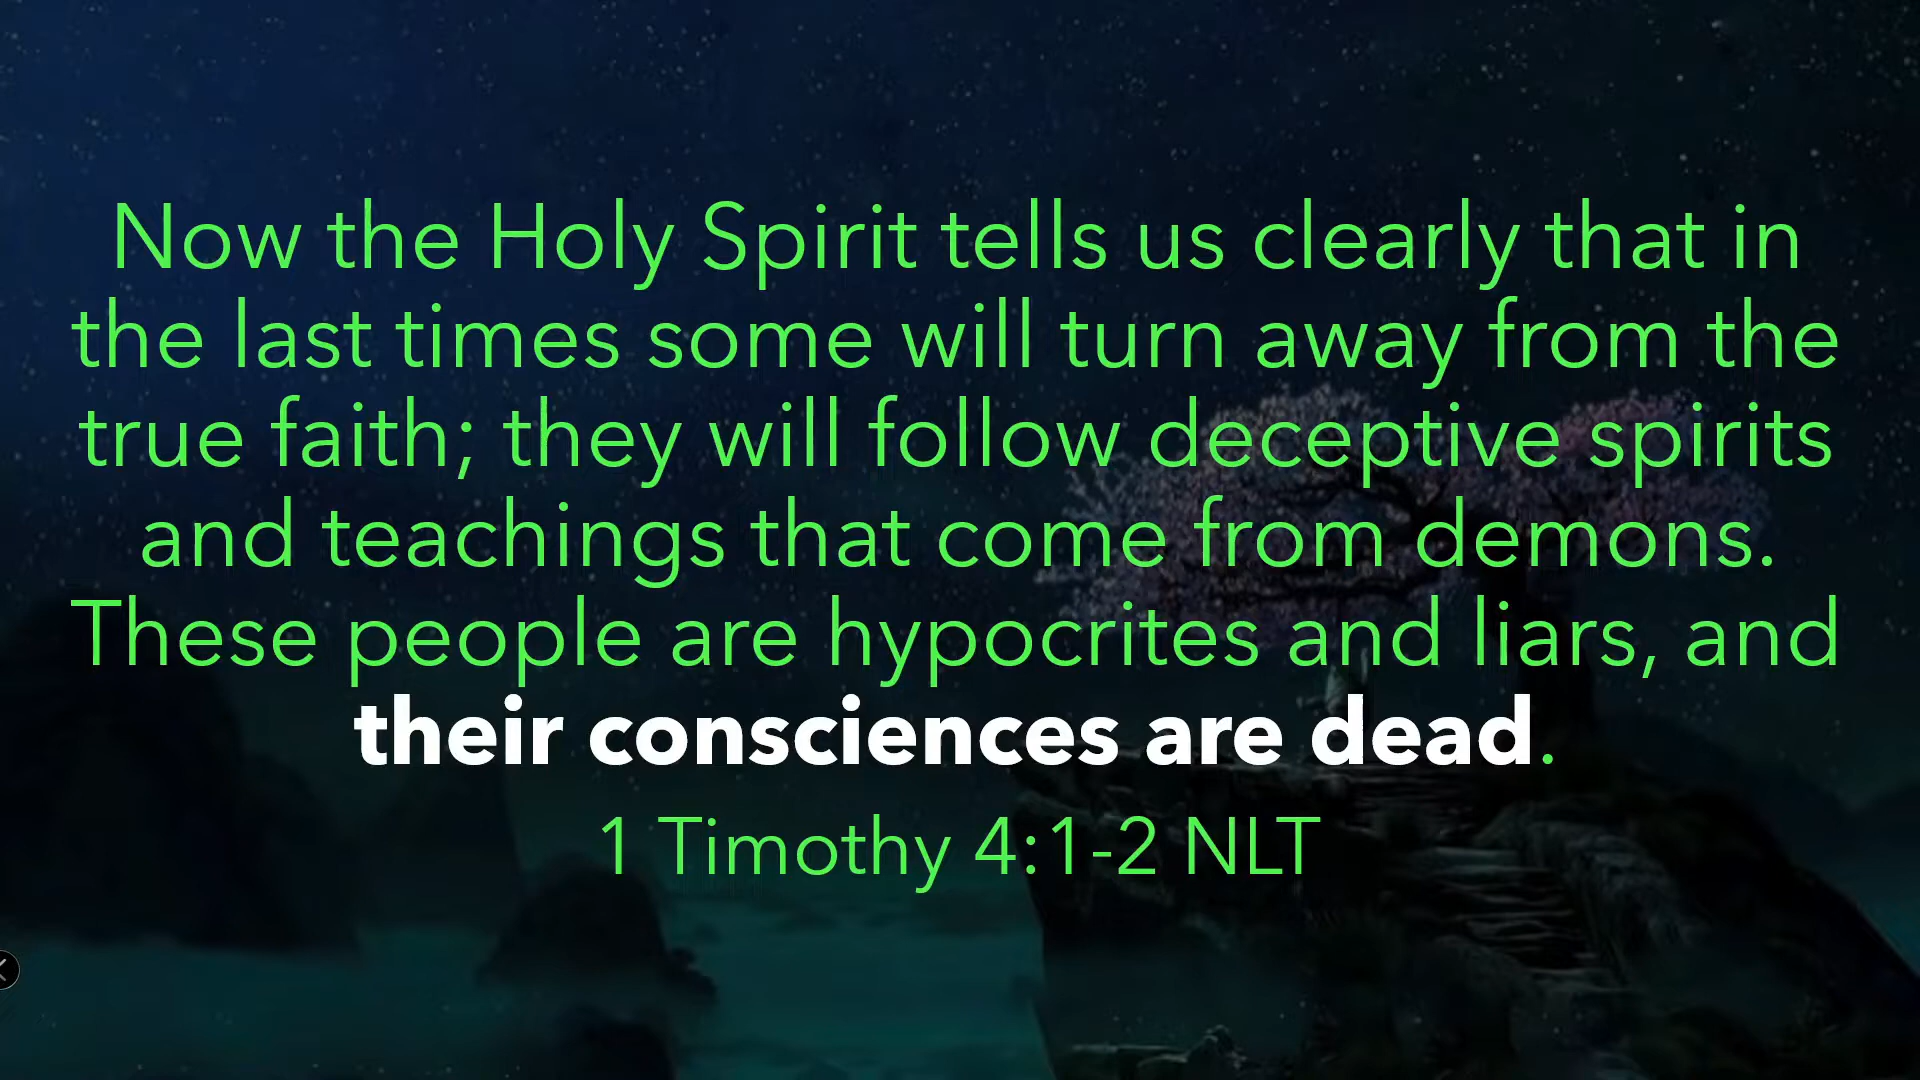 Now the Holy Spirit tells us clearly that in
the last times some will turn away from the
true faith; they will follow deceptive spirits
and teachings that come from demons.
These people are hypocrites and liars, and
their consciences are dead.
1 Timothy 4:1-2 NLT